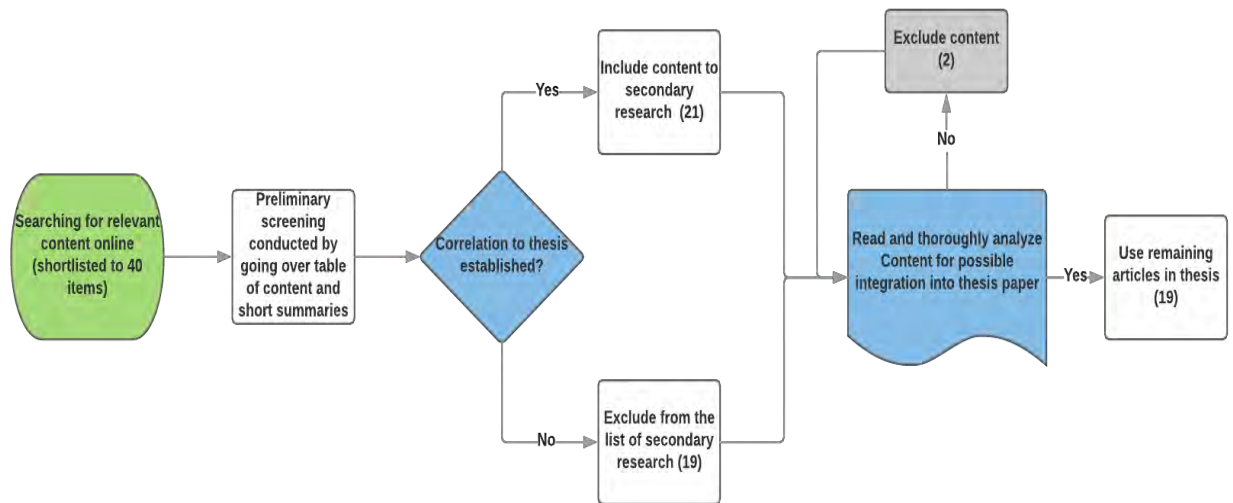 Searching for relevant
content online
(shortlisted to 40
items)
Preliminary
screening
conducted by
going over table
of content and
short summaries
Correlation to thesis
established?
Yes
Include content to
secondary
research (21)
No
Exclude from the
list of secondary
research (19)
Exclude content
(2)
No
Read and thoroughly analyze
Content for possible
integration into thesis paper
Yes
Use remaining
articles in thesis
(19)